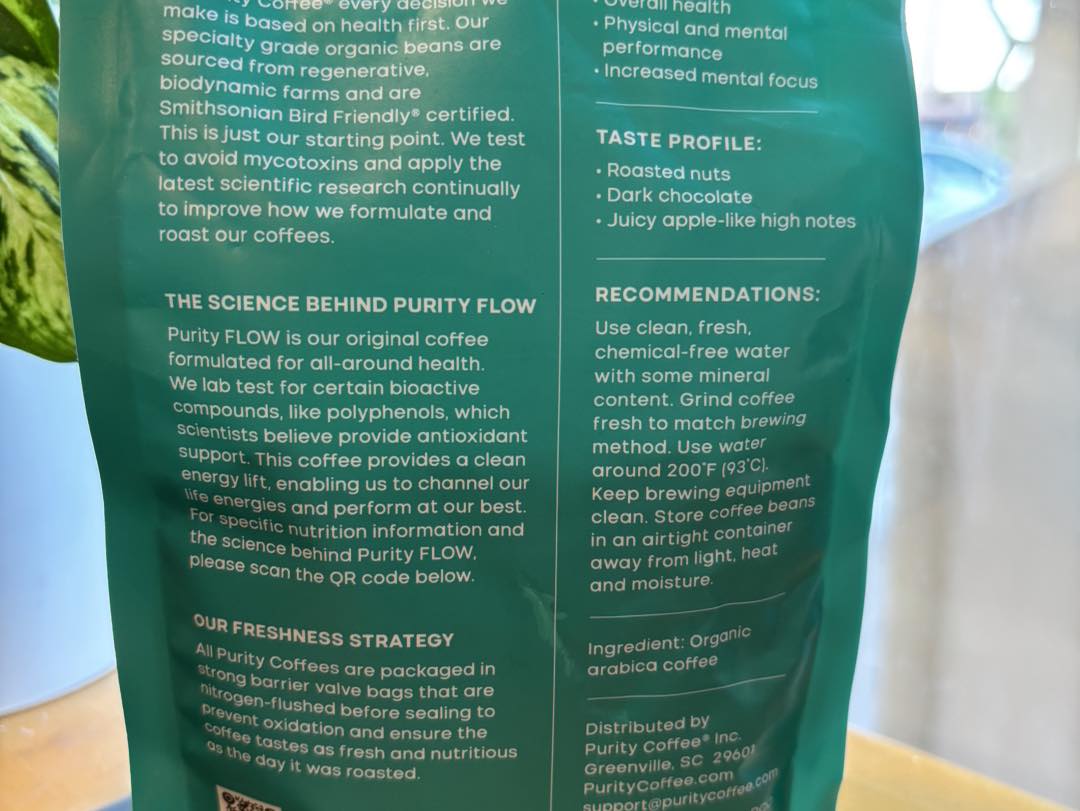 Coffee® every decision we
make is based on health first. Our
specialty grade organic beans are
sourced from regenerative,
biodynamic farms and are
Smithsonian Bird Friendly® certified.
This is just our starting point. We test
to avoid mycotoxins and apply the
latest scientific research continually
to improve how we formulate and
roast our coffees.
THE SCIENCE BEHIND PURITY FLOW
Purity FLOW is our original coffee
formulated for all-around health.
We lab test for certain bioactive
compounds, like polyphenols, which
scientists believe provide antioxidant
support. This coffee provides a clean
energy lift, enabling us to channel our
life energies and perform at our best.
For specific nutrition information and
the science behind Purity FLOW,
please scan the QR code below.
OUR FRESHNESS STRATEGY
All Purity Coffees are packaged in
strong barrier valve bags that are
nitrogen-flushed before sealing to
prevent oxidation and ensure the
coffee tastes as fresh and nutritious
as the day it was roasted.
• Overall health
• Physical and mental
performance
• Increased mental focus
TASTE PROFILE:
• Roasted nuts
• Dark chocolate
• Juicy apple-like high notes
RECOMMENDATIONS:
Use clean, fresh,
chemical-free water
with some mineral
content. Grind coffee
fresh to match brewing
method. Use water
around 200°F (93°C).
Keep brewing equipment
clean. Store coffee beans
in an airtight container
away from light, heat
and moisture.
Ingredient: Organic
arabica coffee
Distributed by
Purity Coffee® Inc.
Greenville, SC 29601
PurityCoffee.com
support@puritycoffee.com